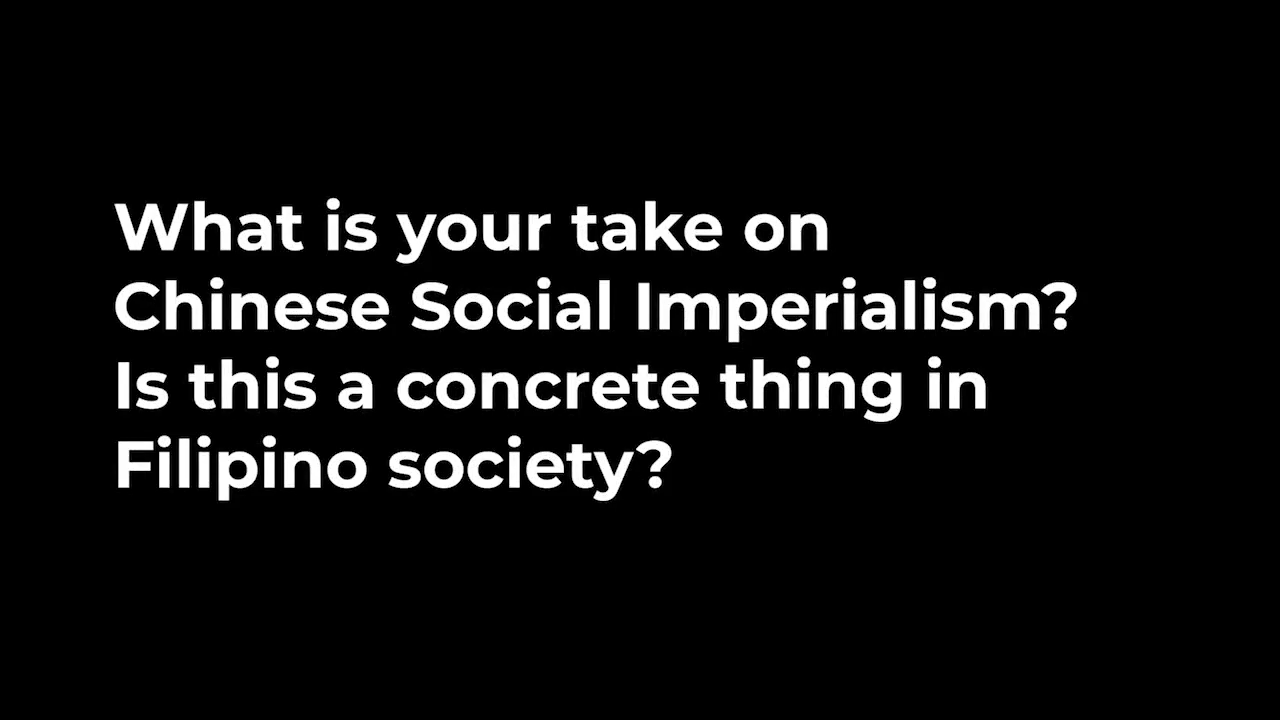 What is your take on
Chinese Social Imperialism?
Is this a concrete thing in
Filipino society?